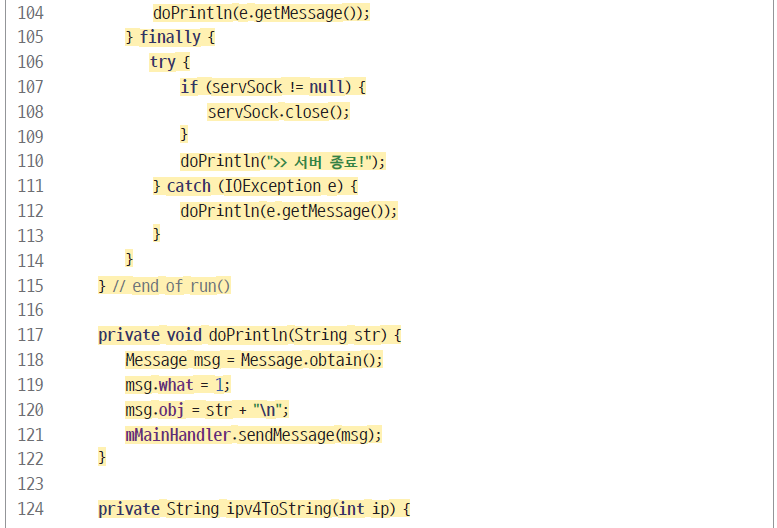 104 doPrintln(e.getMessage());
105 } finally {
106 try {
107 if (servSock != null) {
108 servSock.close();
109 }
110 doPrintln(">> 서버 종료!");
111 } catch (IOException e) {
112 doPrintln(e.getMessage());
113 }
114 }
115 } // end of run()
116
117 private void doPrintln(String str) {
118 Message msg = Message.obtain();
119 msg.what = 1;
120 msg.obj = str + "\n";
121 mMainHandler.sendMessage(msg);
122 }
123
124 private String ipv4ToString(int ip) {